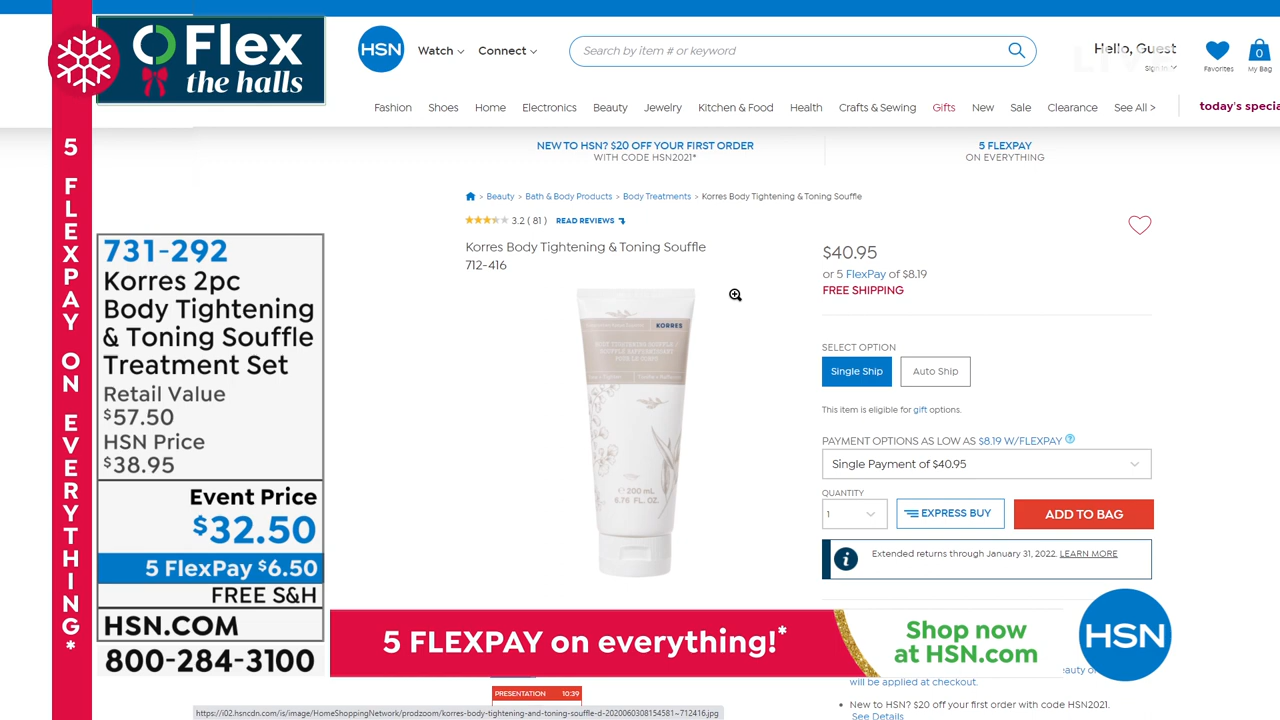 Flex
the halls
5 FLEXPAY ON EVERYTHING*
731-292
Korres 2pc
Body Tightening
& Toning Souffle
Treatment Set
Retail Value
$57.50
HSN Price
$38.95
Event Price
$32.50
5 FlexPay $6.50
FREE S&H
HSN.COM
800-284-3100
HSN
Watch
Connect
Search by item # or keyword
LIVE
Hello, Guest
Sign In
Favorites
0
My Bag
Fashion Shoes Home Electronics Beauty Jewelry Kitchen & Food Health Crafts & Sewing Gifts New Sale Clearance See All > today's specia
NEW TO HSN? $20 OFF YOUR FIRST ORDER
WITH CODE HSN2021*
5 FLEXPAY
ON EVERYTHING
> Beauty > Bath & Body Products > Body Treatments > Korres Body Tightening & Toning Souffle
3.2 ( 81 ) READ REVIEWS
Korres Body Tightening & Toning Souffle
712-416
KORRES
BODY TIGHTENING SOUFFLE /
200 mL
6.76 FL. OZ.
$40.95
or 5 FlexPay of $8.19
FREE SHIPPING
SELECT OPTION
Single Ship
Auto Ship
This item is eligible for gift options.
PAYMENT OPTIONS AS LOW AS $8.19 W/FLEXPAY ?
Single Payment of $40.95
QUANTITY
1
EXPRESS BUY
ADD TO BAG
i
Extended returns through January 31, 2022. LEARN MORE
5 FLEXPAY on everything!*
Shop now
at HSN.com
HSN
will be applied at checkout.
New to HSN? $20 off your first order with code HSN2021.
See Details
PRESENTATION 10:39
https://i02.hsncdn.com/is/image/HomeShoppingNetwork/prodzoom/korres-body-tightening-and-toning-souffle-d-2020060308154581~712416.jpg